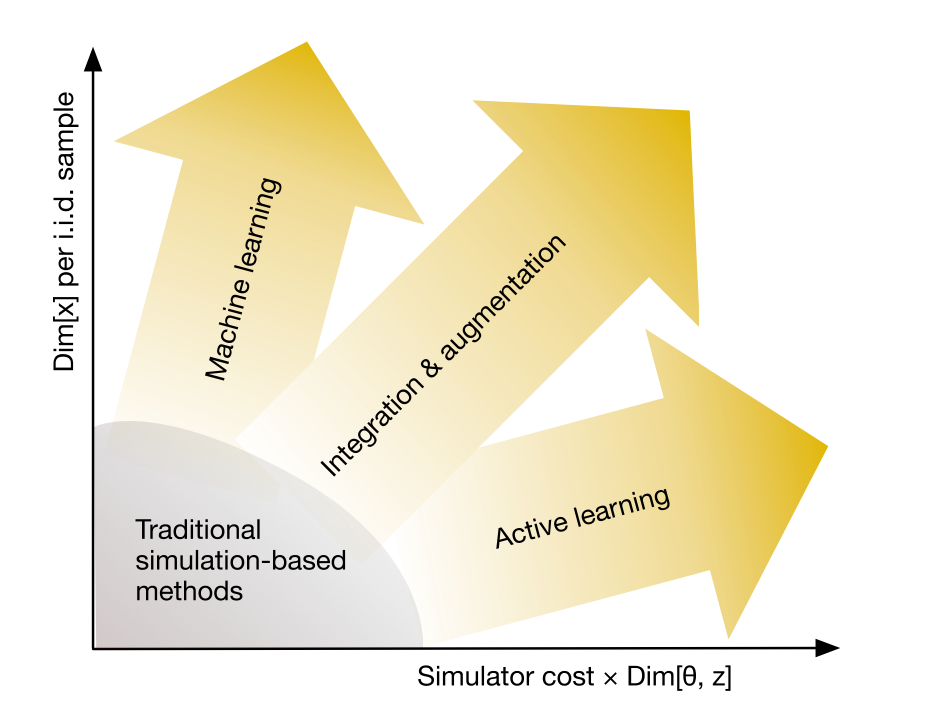 Dim[x] per i.i.d. sample
Machine learning
Integration & augmentation
Active learning
Traditional
simulation-based
methods
Simulator cost × Dim[θ, z]